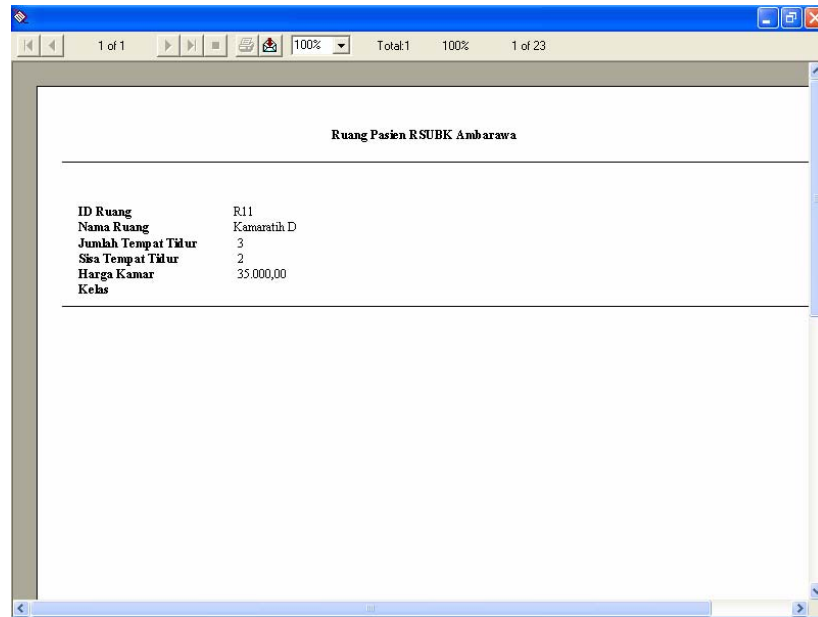 1 of 1 100% Total:1 100% 1 of 23
Ruang Pasien RSUBK Ambarawa
ID Ruang R11
Nama Ruang Kamaratih D
Jumlah Tempat Tidur 3
Sisa Tempat Tidur 2
Harga Kamar 35.000,00
Kelas